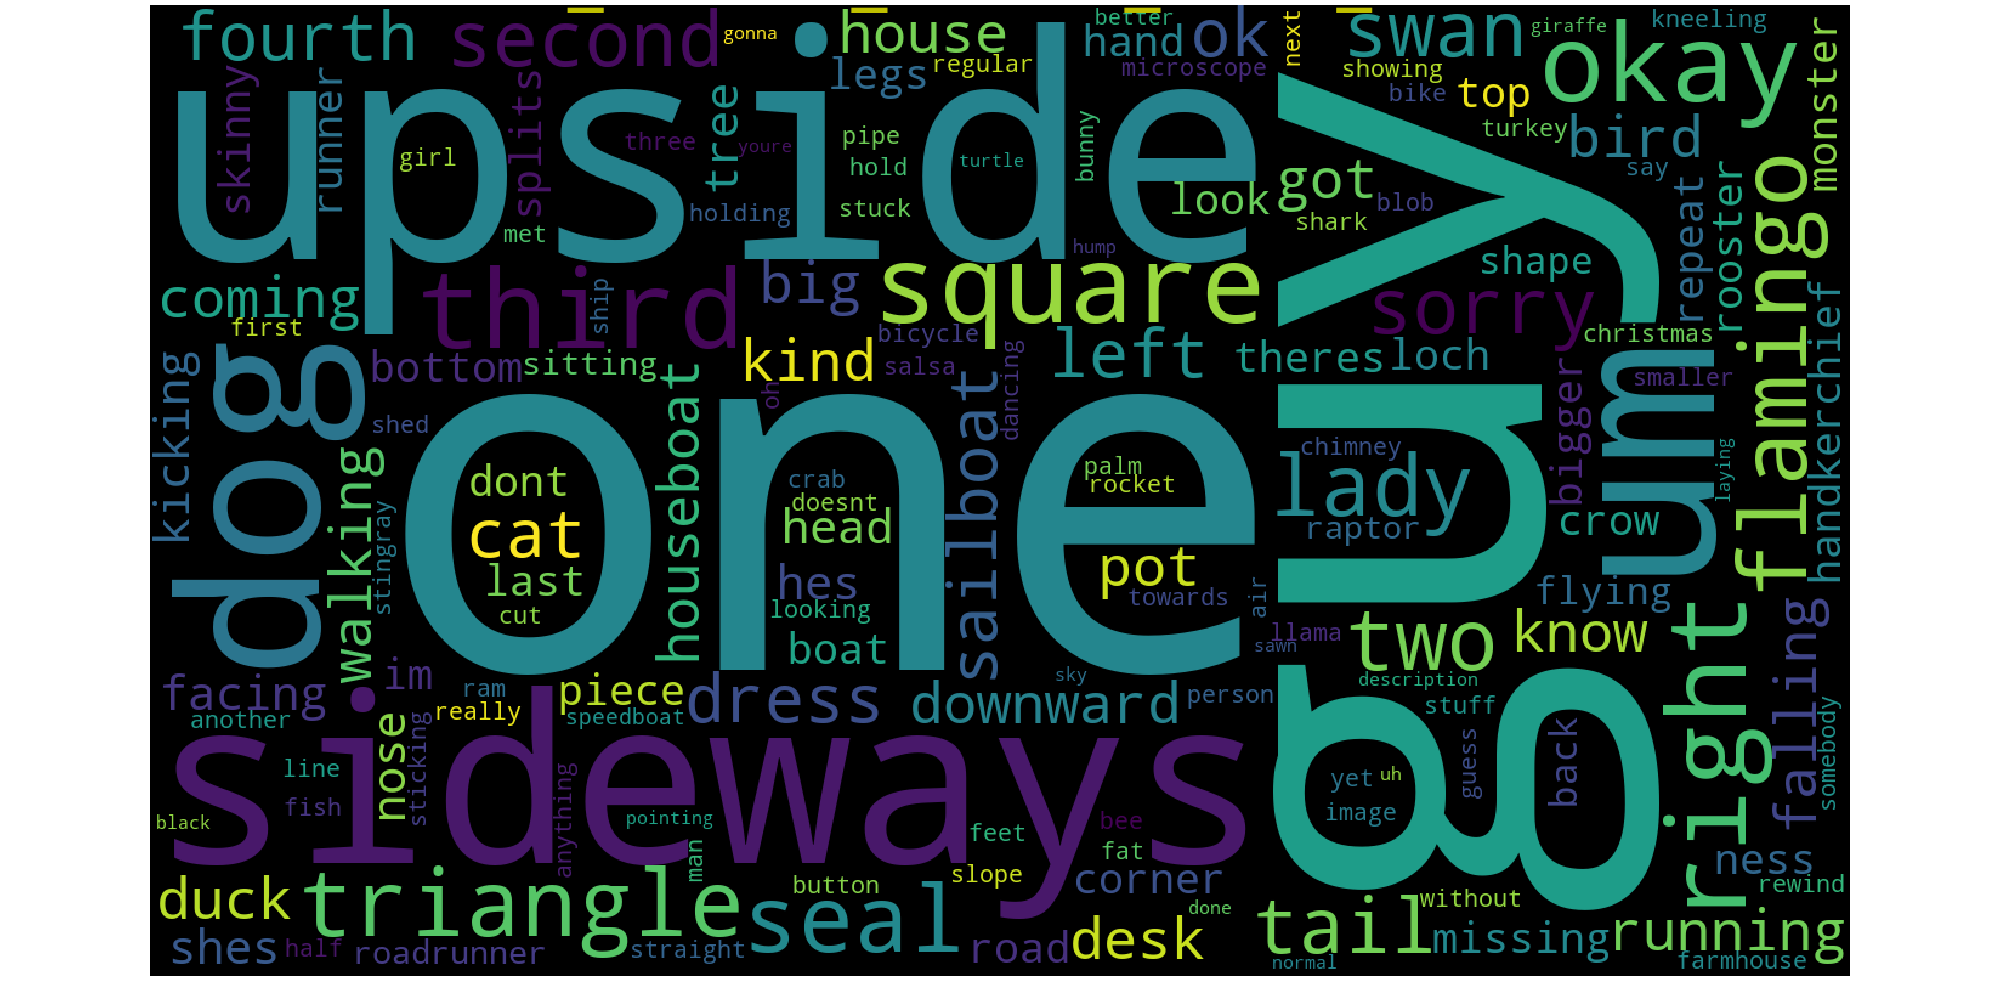 fourth
second
gonna
house
better
hand
ok
next
swan
giraffe
kneeling
okay
monster
upside
skinny
runner
splits
three
tree
youre
legs
regular
microscope
showing
bike
top
turkey
bird
say
girl
pipe
hold
turtle
bunny
guy
look
got
shark
blob
repeat
rooster
flamingo
met
holding
stuck
hump
shape
coming
first
third
ship
big
square
sorry
christmas
handkerchief
kicking
dog
bottom
sitting
kind
bicycle
salsa
dancing
left
theres
loch
bigger
smaller
um
shed
walking
stingray
houseboat
oh
one
dont
cat
last
cut
crab
doesnt
head
hes
looking
boat
sailboat
palm
rocket
pot
towards
air
chimney
lady
raptor
crow
laying
flying
llama
sawn
two
know
right
falling
facing
im
ram
another
really
piece
speedboat
dress
sky
downward
person
description
stuff
somebody
sideways
line
fish
nose
sticking
anything
pointing
black
yet
uh
image
guess
back
man
feet
bee
fat
slope
corner
ness
rewind
duck
triangle
button
seal
done
tail
without
shes
half
roadrunner
straight
road
desk
normal
missing
running
farmhouse